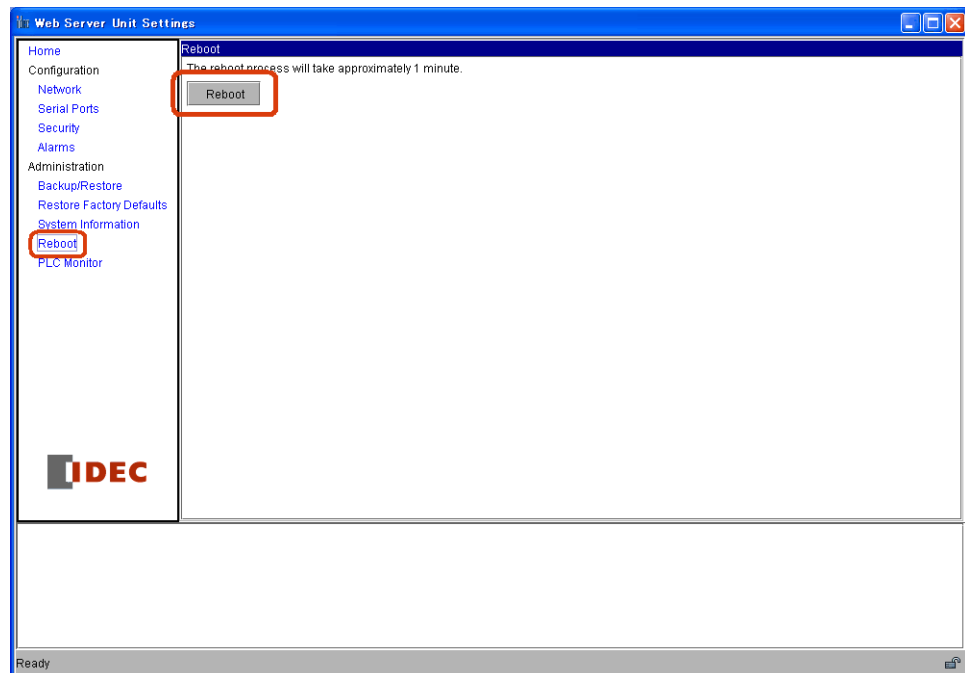 Web Server Unit Settings
Home
Configuration
Network
Serial Ports
Security
Alarms
Administration
Backup/Restore
Restore Factory Defaults
System Information
Reboot
PLC Monitor
IDEC
Reboot
The reboot process will take approximately 1 minute.
Reboot
Ready